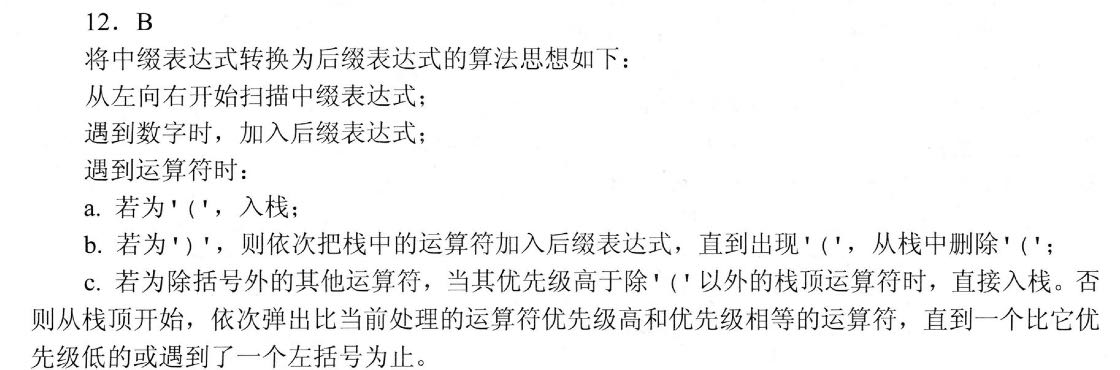 12．B
将中缀表达式转换为后缀表达式的算法思想如下：
从左向右开始扫描中缀表达式；
遇到数字时，加入后缀表达式；
遇到运算符时：
a. 若为'('，入栈；
b. 若为')'，则依次把栈中的运算符加入后缀表达式，直到出现'('，从栈中删除'('；
c. 若为除括号外的其他运算符，当其优先级高于除'('以外的栈顶运算符时，直接入栈。否
则从栈顶开始，依次弹出比当前处理的运算符优先级高和优先级相等的运算符，直到一个比它优
先级低的或遇到了一个左括号为止。